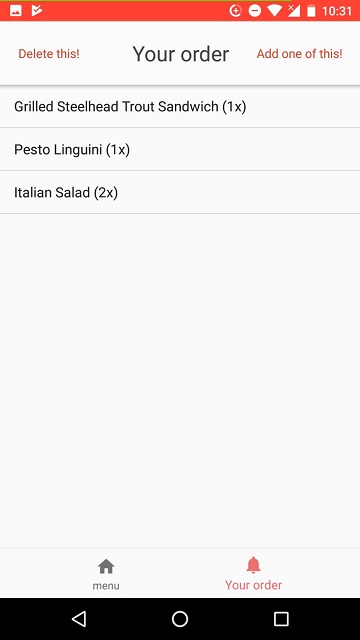 10:31
Delete this!
Your order
Add one of this!
Grilled Steelhead Trout Sandwich (1x)
Pesto Linguini (1x)
Italian Salad (2x)
menu
Your order